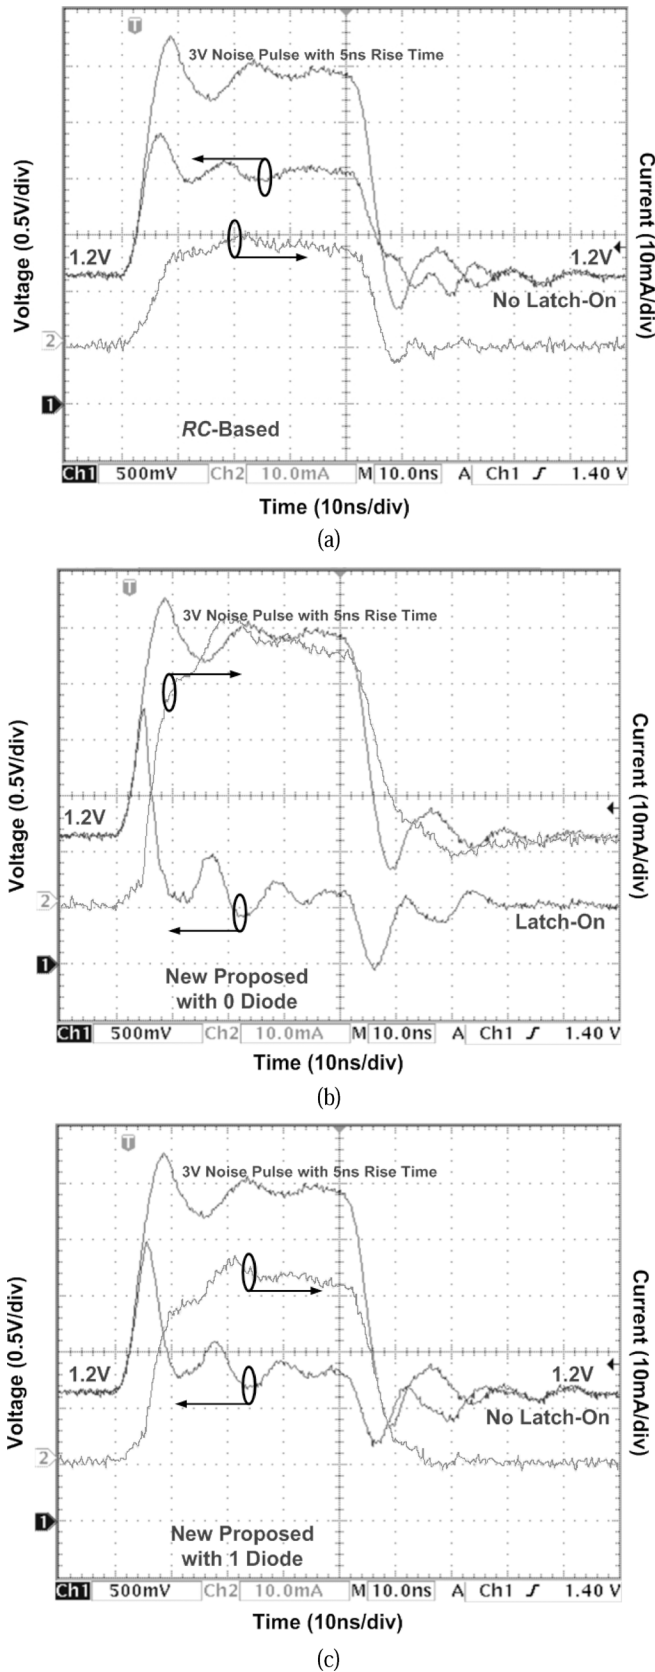 T
3V Noise Pulse with 5ns Rise Time
Voltage (0.5V/div)
Current (10mA/div)
1.2V
1.2V
No Latch-On
2
1
RC-Based
Ch1 500mV Ch2 10.0mA M 10.0ns A Ch1 1.40 V
Time (10ns/div)
(a)
T
3V Noise Pulse with 5ns Rise Time
Voltage (0.5V/div)
Current (10mA/div)
1.2V
2
Latch-On
1
New Proposed
with 0 Diode
Ch1 500mV Ch2 10.0mA M 10.0ns A Ch1 1.40 V
Time (10ns/div)
(b)
T
3V Noise Pulse with 5ns Rise Time
Voltage (0.5V/div)
Current (10mA/div)
1.2V
1.2V
No Latch-On
2
1
New Proposed
with 1 Diode
Ch1 500mV Ch2 10.0mA M 10.0ns A Ch1 1.40 V
Time (10ns/div)
(c)